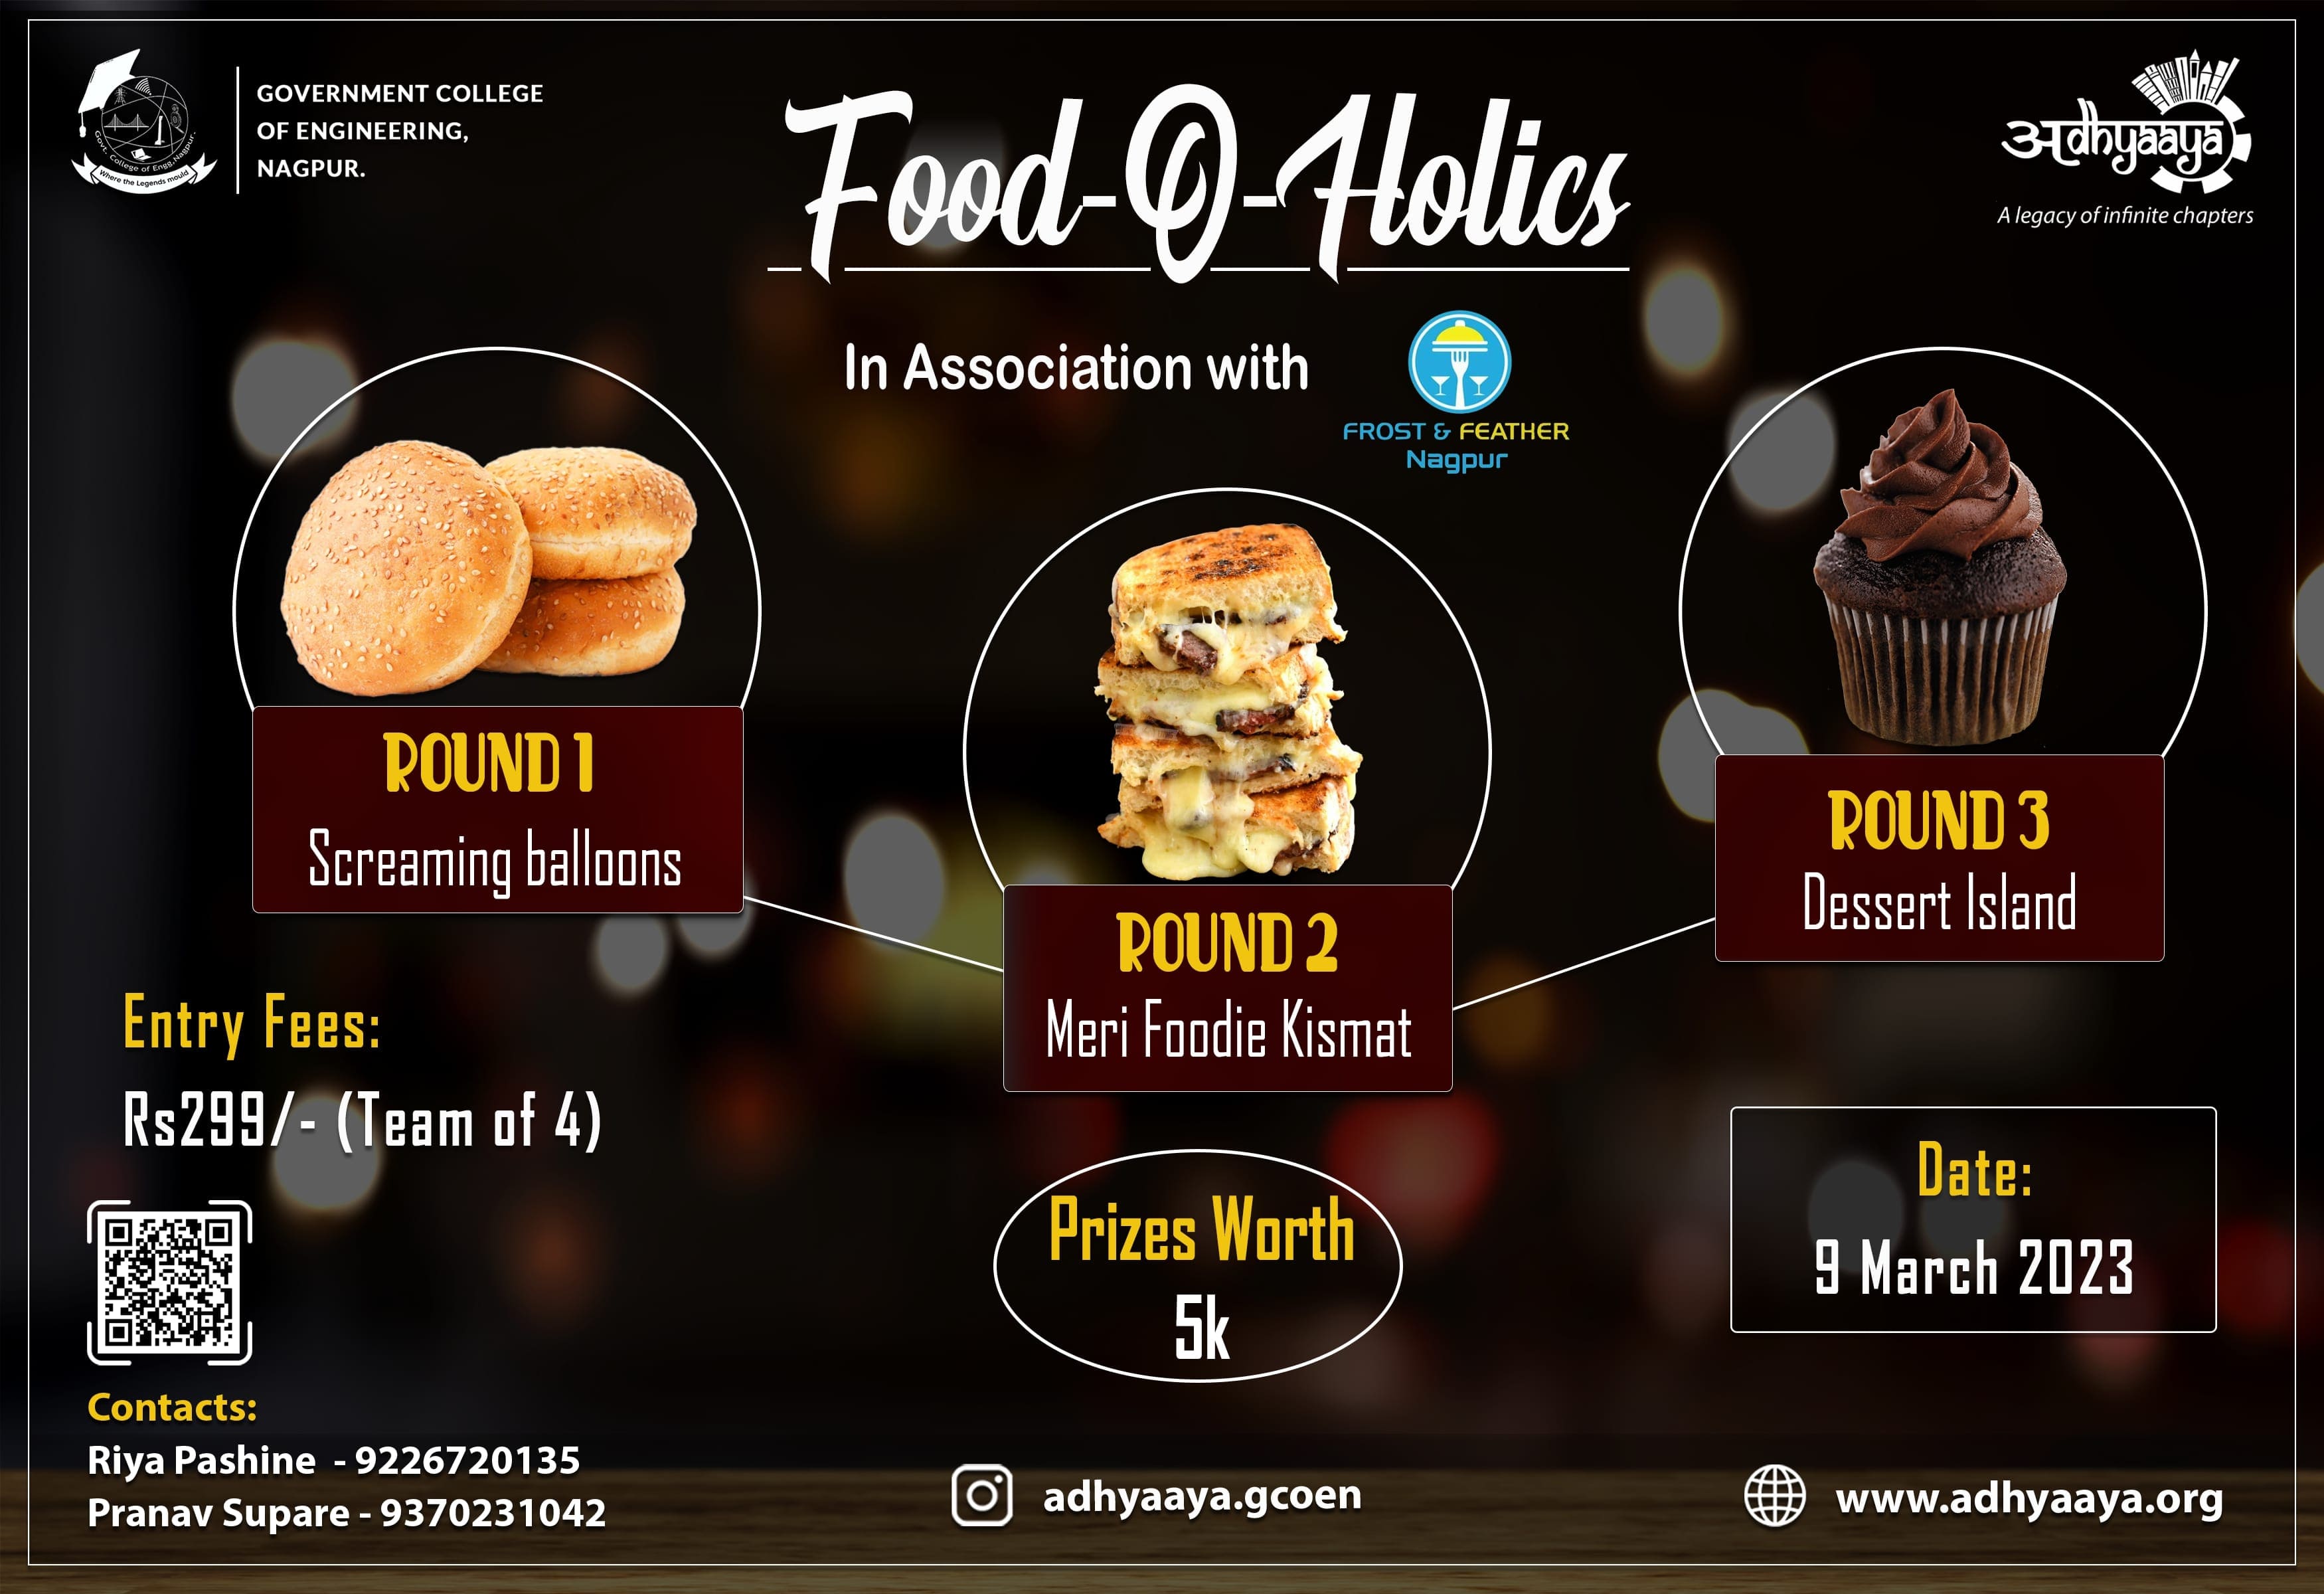 GOVERNMENT COLLEGE
OF ENGINEERING,
NAGPUR.
Govt. College of Engg. Nagpur.
Where the Legends mould
Food-O-Holics
अdhyaaya
A legacy of infinite chapters
In Association with
FROST & FEATHER
Nagpur
ROUND 1
Screaming balloons
ROUND 2
Meri Foodie Kismat
ROUND 3
Dessert Island
Entry Fees:
Rs299/- (Team of 4)
Prizes Worth
5k
Date:
9 March 2023
Contacts:
Riya Pashine - 9226720135
Pranav Supare - 9370231042
adhyaaya.gcoen
www.adhyaaya.org